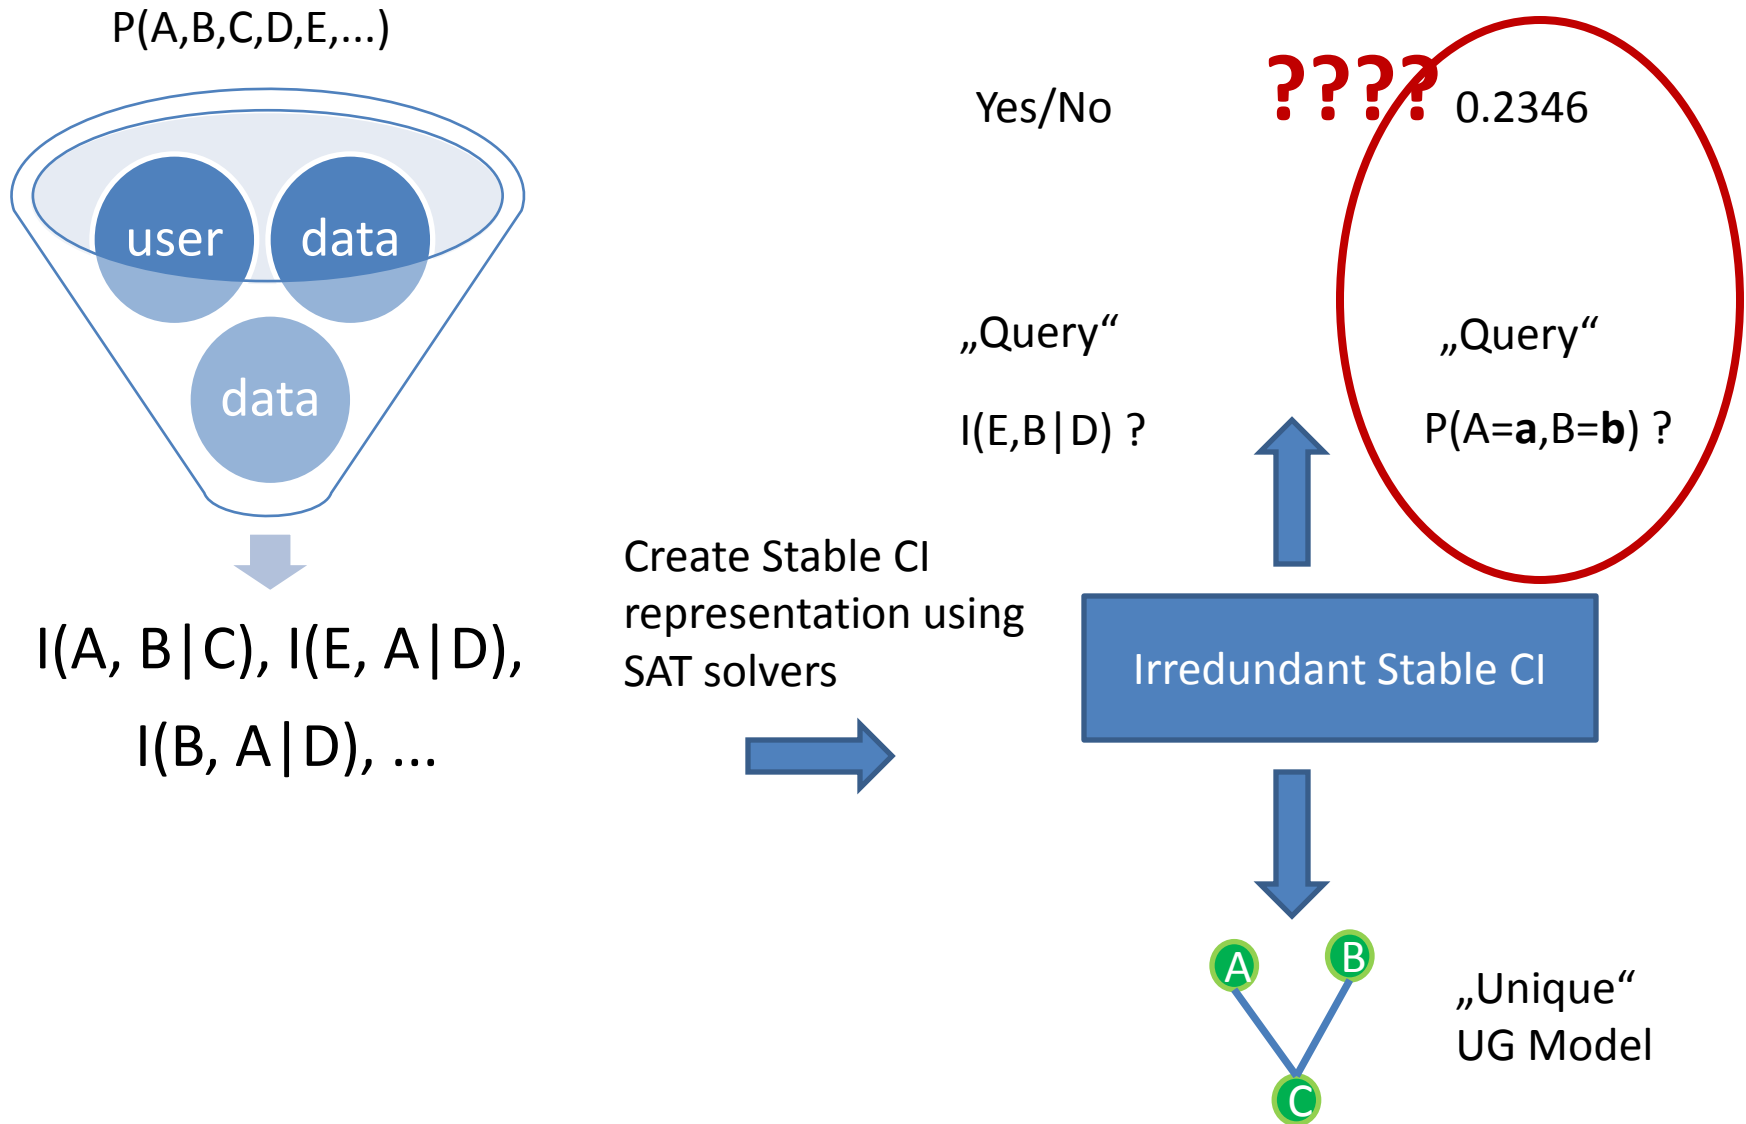 P(A,B,C,D,E,...)
user
data
data
I(A, B|C), I(E, A|D),
I(B, A|D), ...
Create Stable CI
representation using
SAT solvers
Yes/No
????
0.2346
„Query“
„Query“
I(E,B|D) ?
P(A=a,B=b) ?
Irredundant Stable CI
A
B
C
„Unique“
UG Model